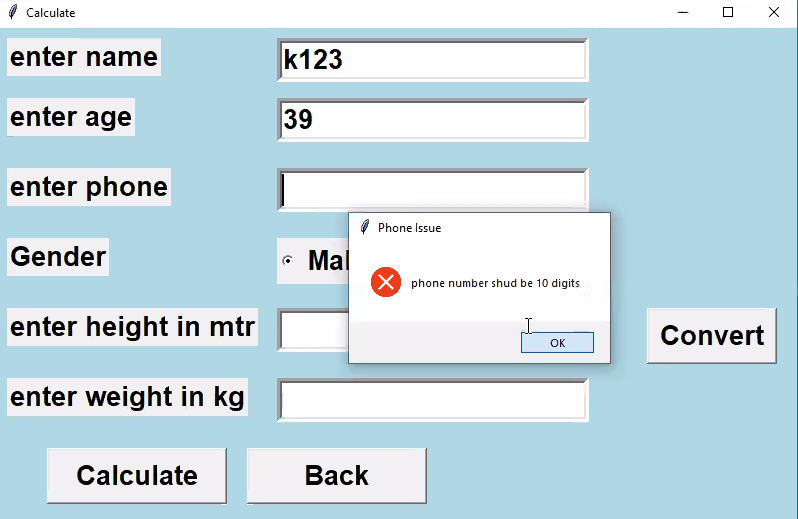 Calculate
enter name
k123
enter age
39
enter phone
Phone Issue
phone number shud be 10 digits
OK
Gender
Mal
enter height in mtr
Convert
enter weight in kg
Calculate
Back